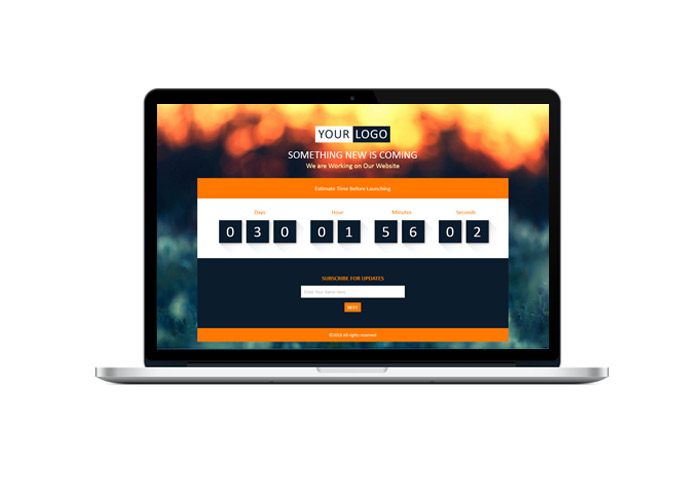 YOUR LOGO
SOMETHING NEW IS COMING
We are Working on Our Website
Estimate Time Before Launching
Days Hour Minutes Seconds
0 3 0 0 1 5 6 0 2
SUBSCRIBE FOR UPDATES
Enter Your Name Here
NEXT
All rights reserved